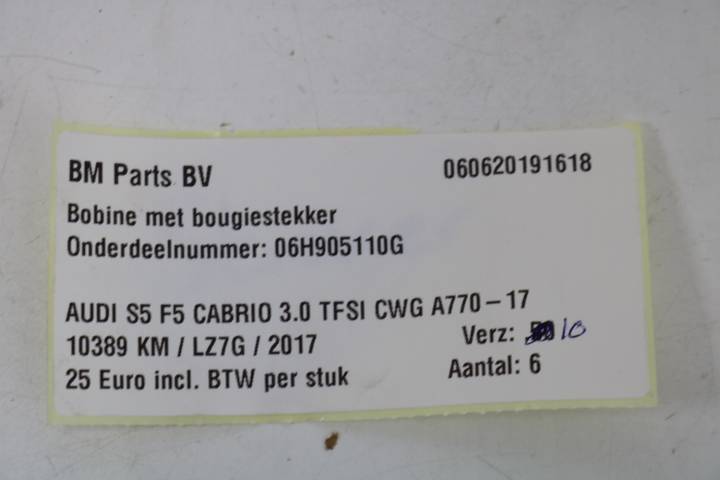 BM Parts BV 060620191618
Bobine met bougiestekker
Onderdeelnummer: 06H905110G
AUDI S5 F5 CABRIO 3.0 TFSI CWG A770-17
10389 KM / LZ7G / 2017 Verz: 10
25 Euro incl. BTW per stuk Aantal: 6